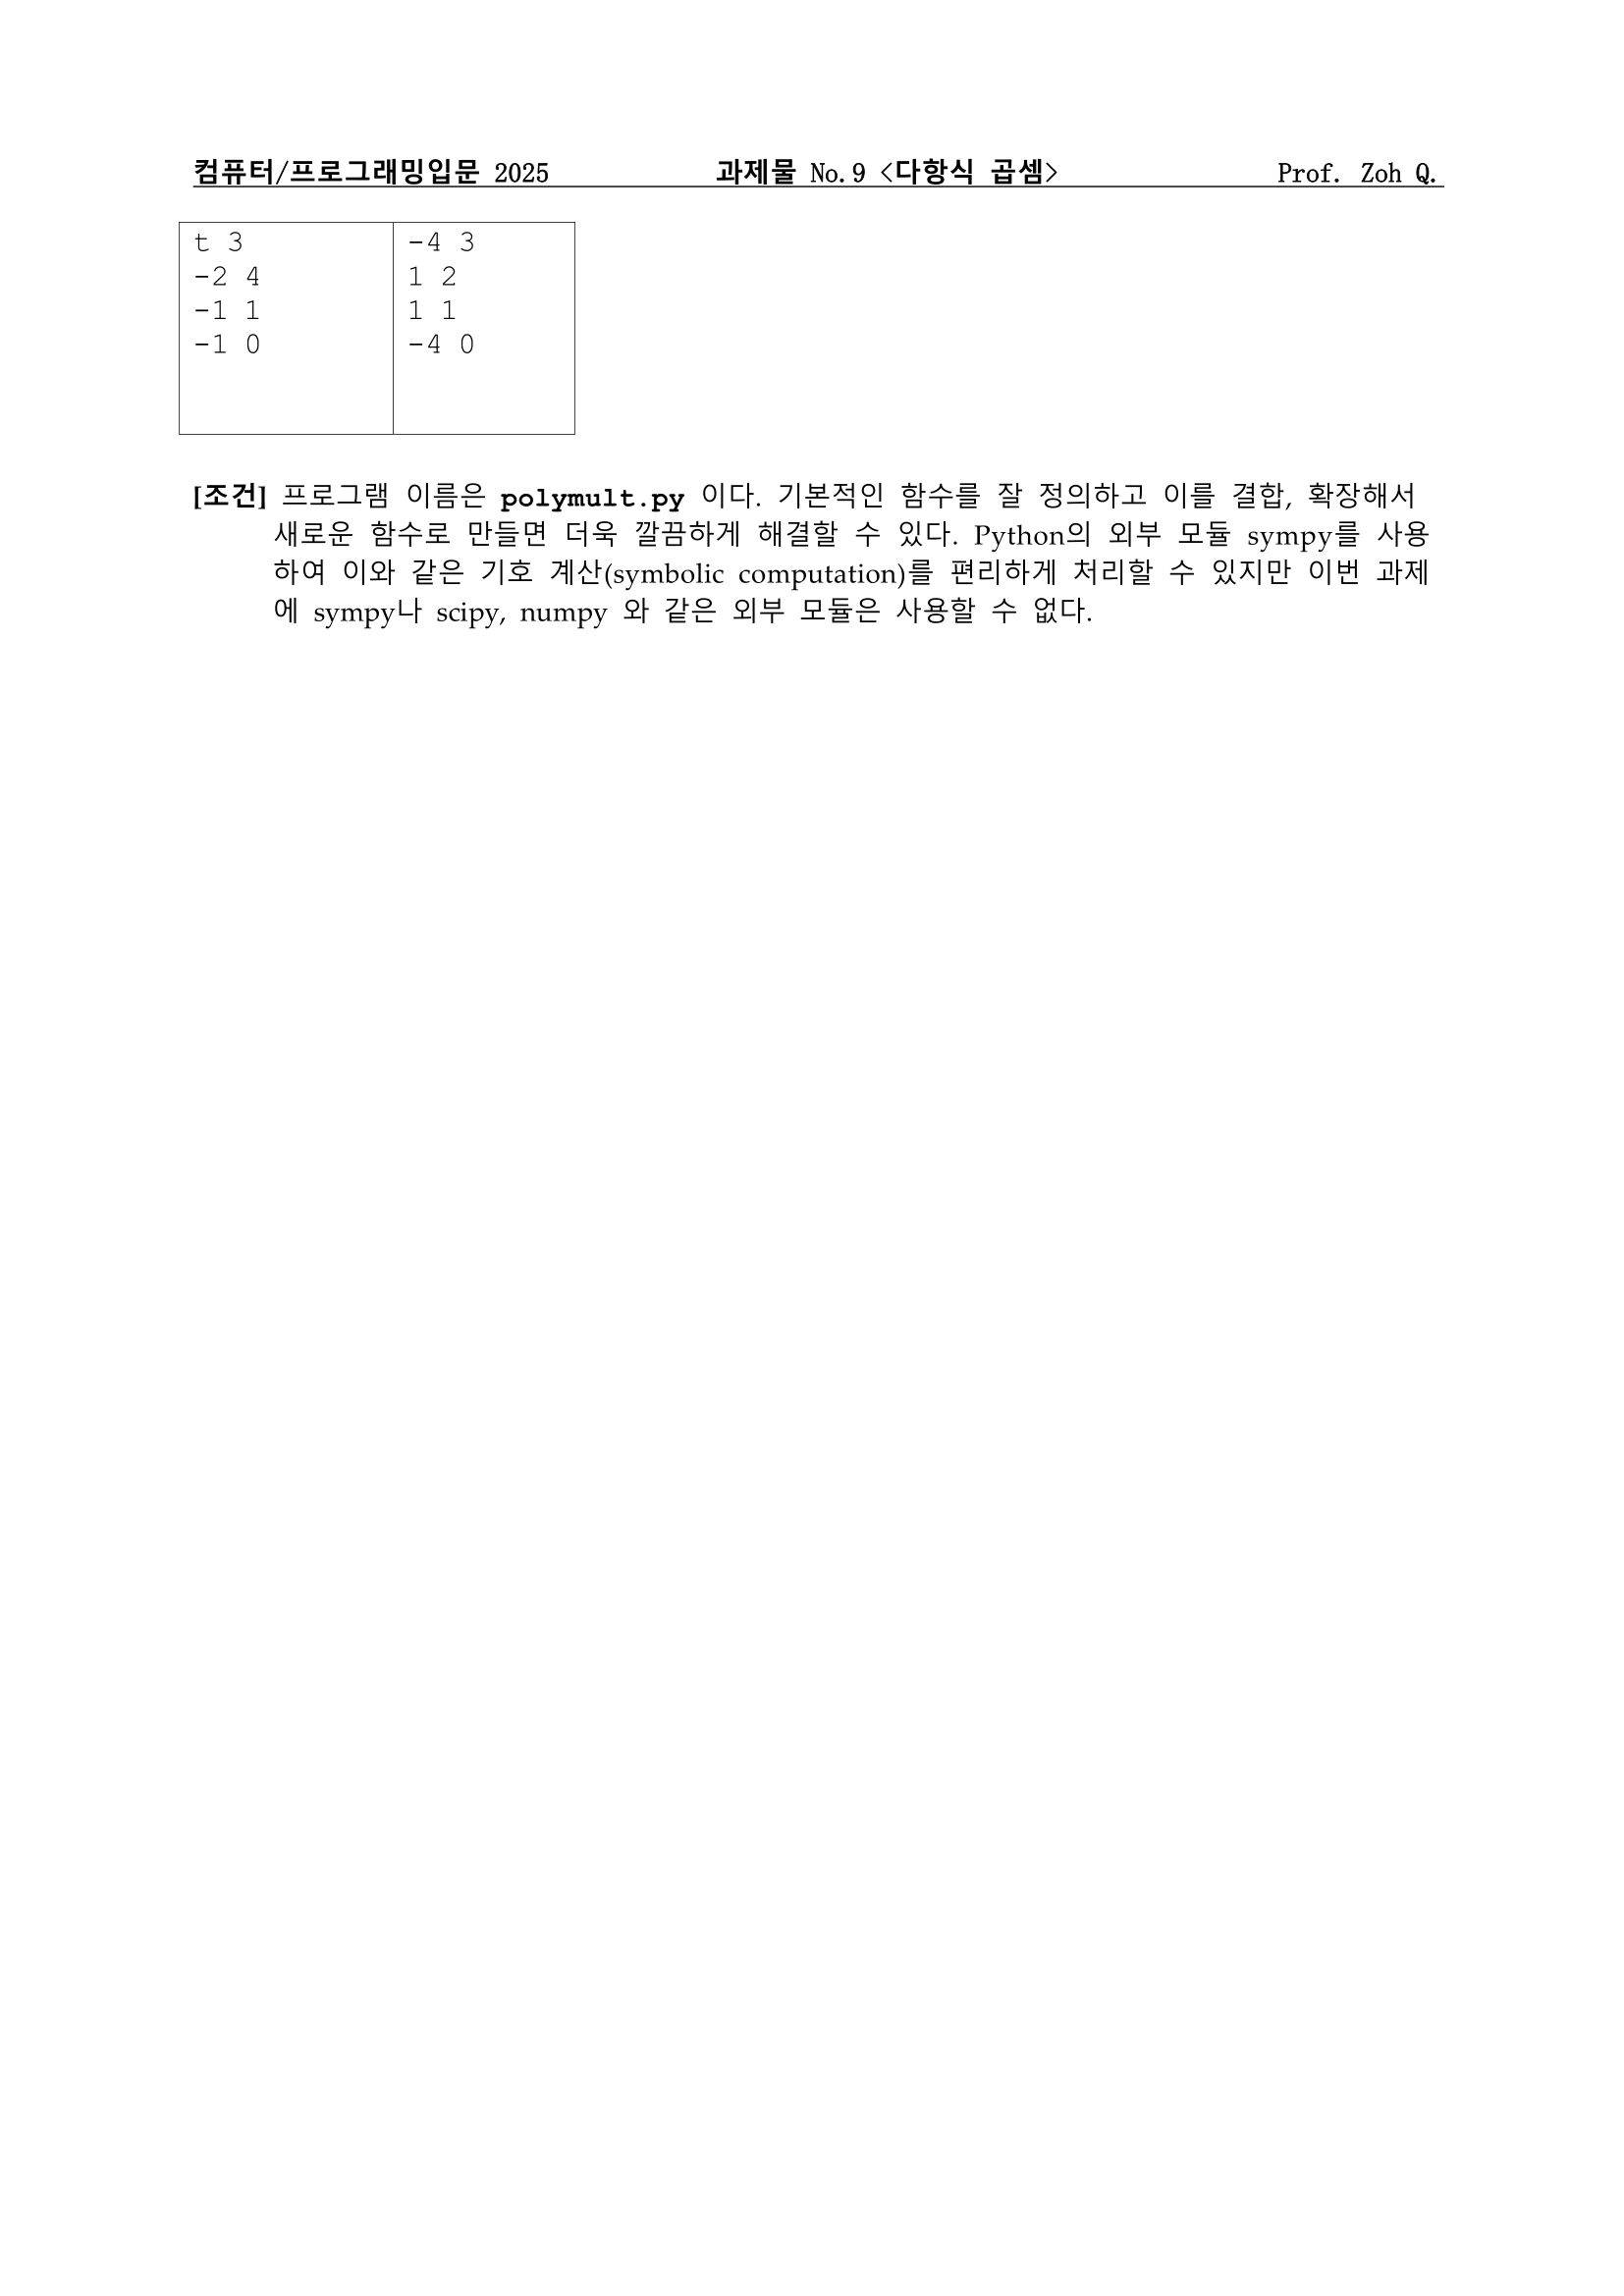 컴퓨터/프로그래밍입문 2025 과제물 No.9 <다항식 곱셈> Prof. Zoh Q.
t 3
-2 4
-1 1
-1 0
-4 3
1 2
1 1
-4 0
[조건] 프로그램 이름은 polymult.py 이다. 기본적인 함수를 잘 정의하고 이를 결합, 확장해서
새로운 함수로 만들면 더욱 깔끔하게 해결할 수 있다. Python의 외부 모듈 sympy를 사용
하여 이와 같은 기호 계산(symbolic computation)를 편리하게 처리할 수 있지만 이번 과제
에 sympy나 scipy, numpy 와 같은 외부 모듈은 사용할 수 없다.